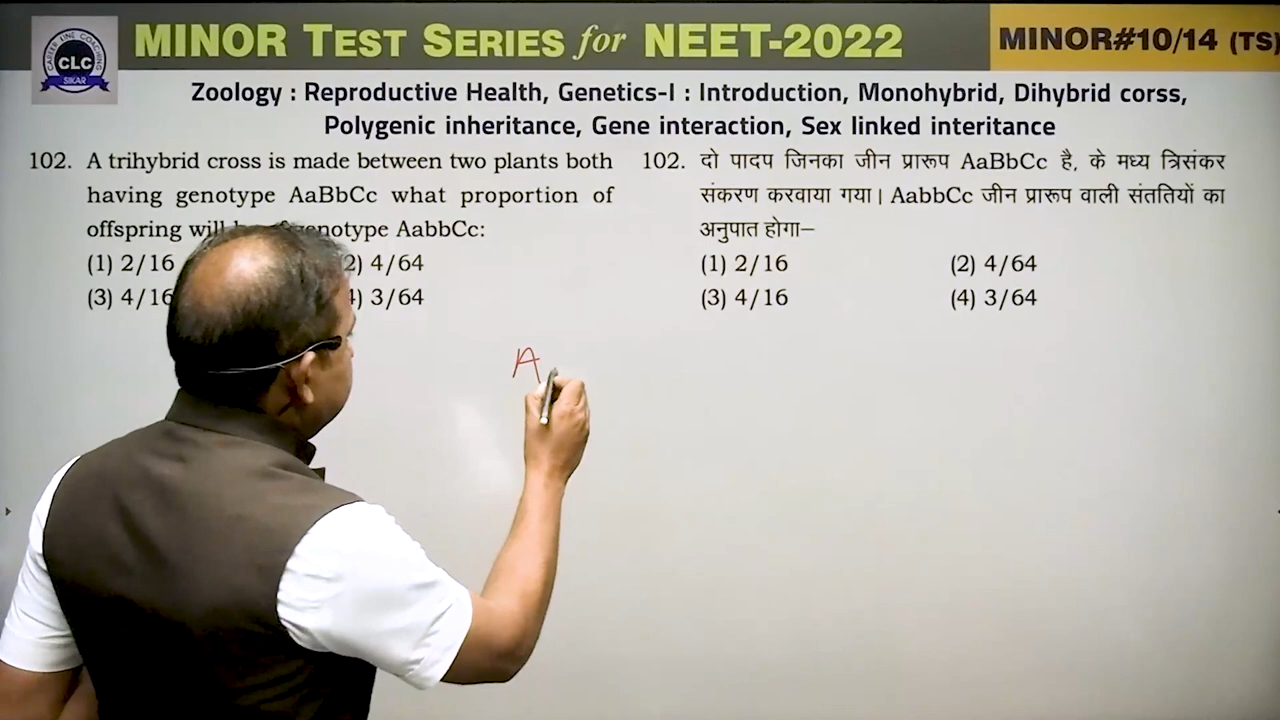 MINOR TEST SERIES for NEET-2022
MINOR#10/14 (TS)
CAREER LINE COACHING
CLC
SIKAR
Zoology : Reproductive Health, Genetics-I : Introduction, Monohybrid, Dihybrid corss,
Polygenic inheritance, Gene interaction, Sex linked interitance
102. A trihybrid cross is made between two plants both
having genotype AaBbCc what proportion of
offspring genotype AabbCc:
(1) 2/16 (2) 4/64
(3) 4/16 (4) 3/64
102. दो पादप जिनका जीन प्रारूप AaBbCc है, के मध्य त्रिसंकर
संकरण करवाया गया। AabbCc जीन प्रारूप वाली संततियों का
अनुपात होगा–
(1) 2/16 (2) 4/64
(3) 4/16 (4) 3/64
A